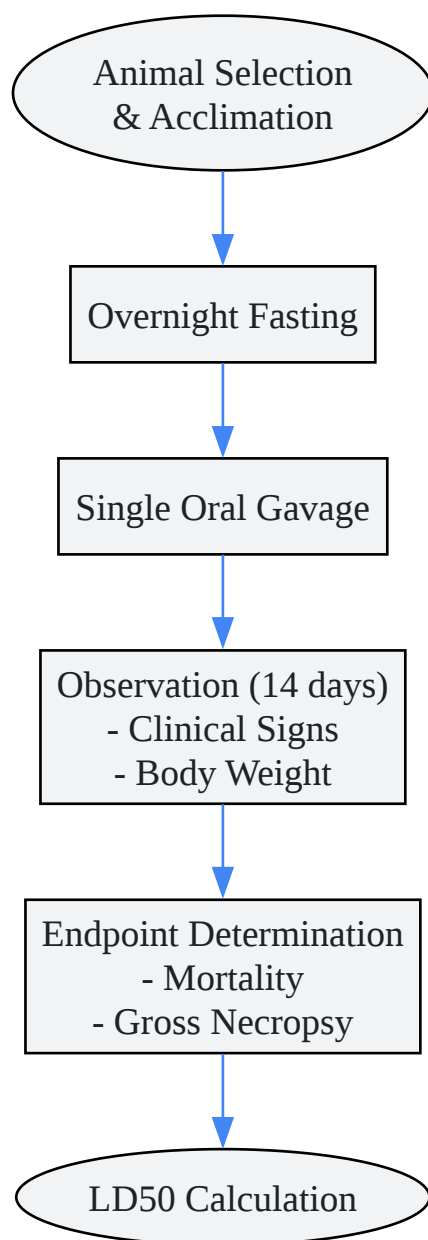 Animal Selection
& Acclimation
Overnight Fasting
Single Oral Gavage
Observation (14 days)
- Clinical Signs
- Body Weight
Endpoint Determination
- Mortality
- Gross Necropsy
LD50 Calculation